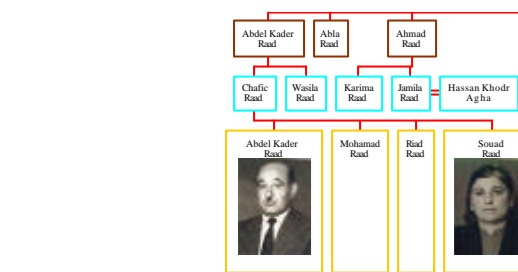 Abdel Kader
Raad
Abla
Raad
Ahmad
Raad
Chafic
Raad
Wasila
Raad
Karima
Raad
Jamila
Raad
Hassan Khodr
Agha
Abdel Kader
Raad
Mohamad
Raad
Riad
Raad
Souad
Raad